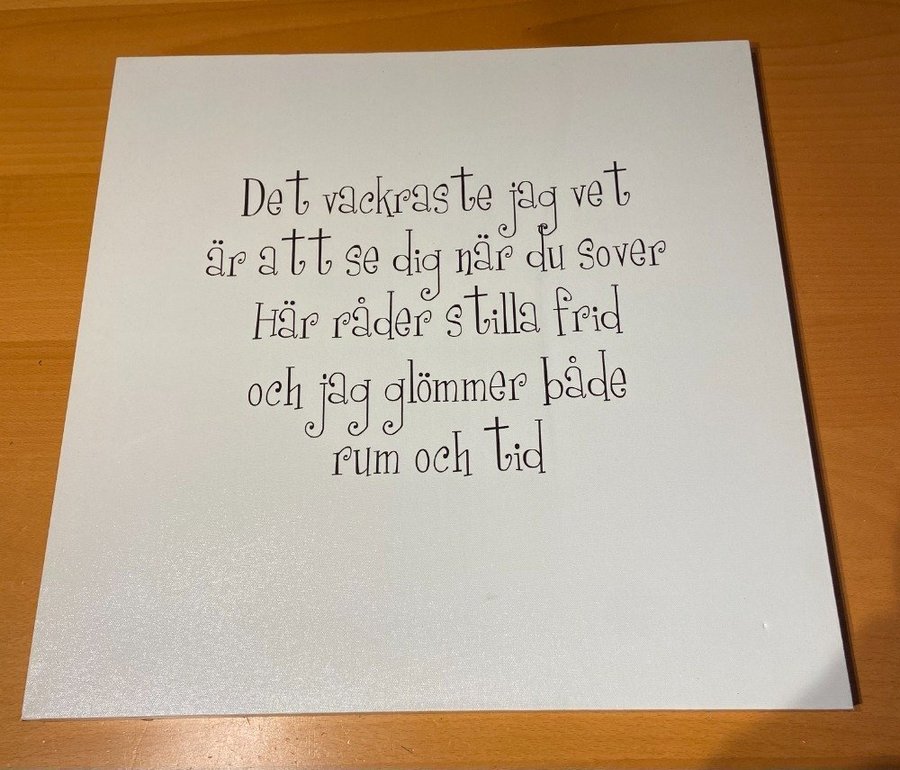 Det vackraste jag vet
är att se dig när du sover
Här råder stilla frid
och jag glömmer både
rum och tid